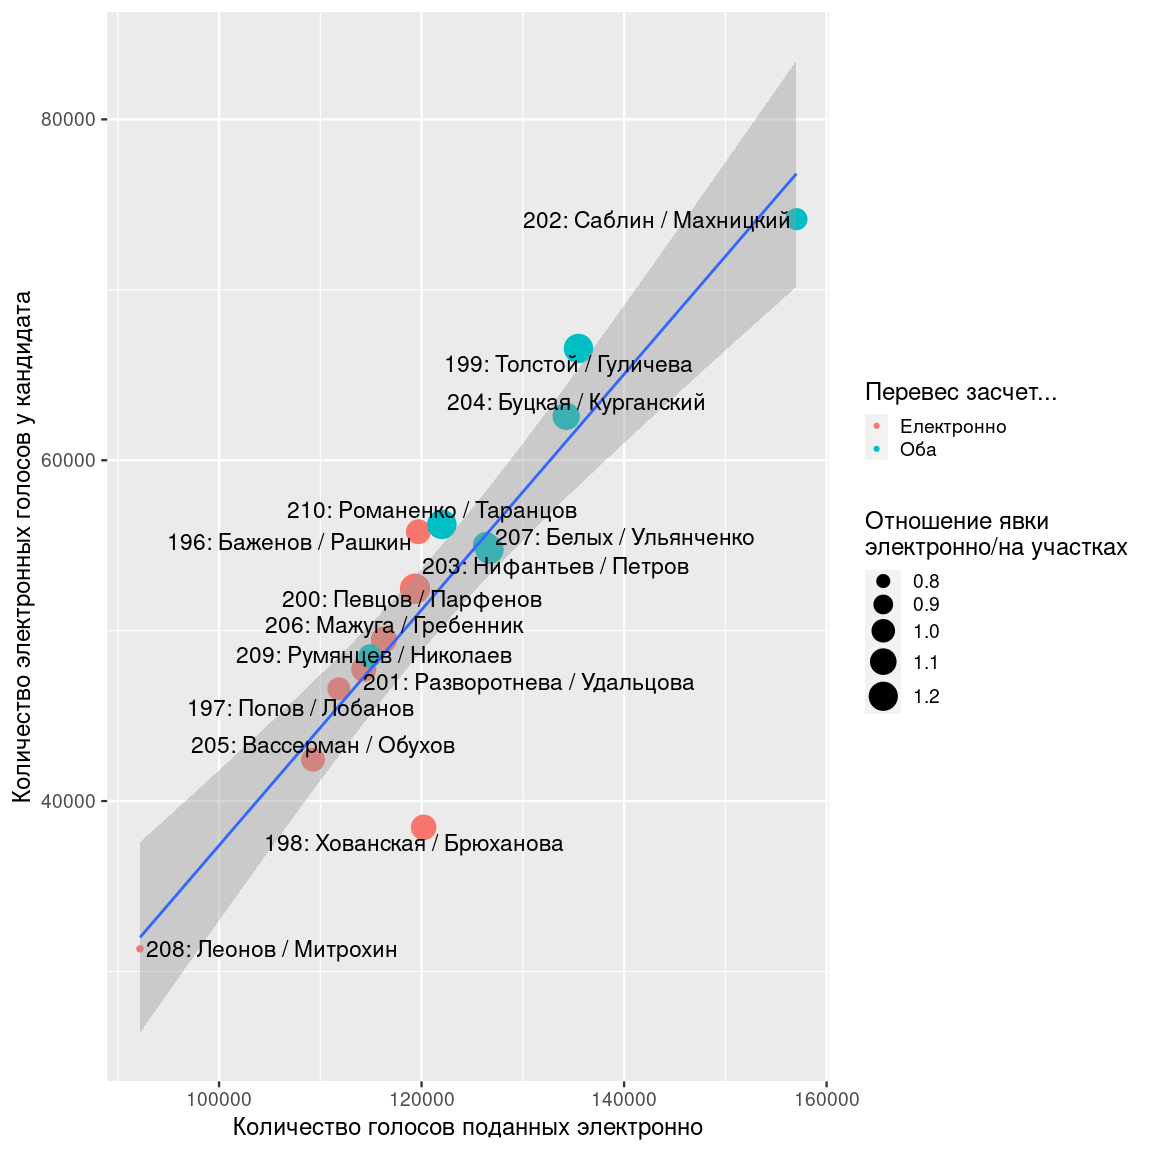 Количество электронных голосов у кандидата
80000
60000
40000
202: Саблин / Махницкий
199: Толстой / Гуличева
204: Буцкая / Курганский
210: Романенко / Таранцов
196: Баженов / Рашкин
207: Белых / Ульянченко
203: Нифантьев / Петров
200: Певцов / Парфенов
206: Мажуга / Гребенник
209: Румянцев / Николаев
201: Разворотнева / Удальцова
197: Попов / Лобанов
205: Вассерман / Обухов
198: Хованская / Брюханова
208: Леонов / Митрохин
100000 120000 140000 160000
Количество голосов поданных электронно
Перевес засчет...
Електронно
Оба
Отношение явки
электронно/на участках
0.8
0.9
1.0
1.1
1.2